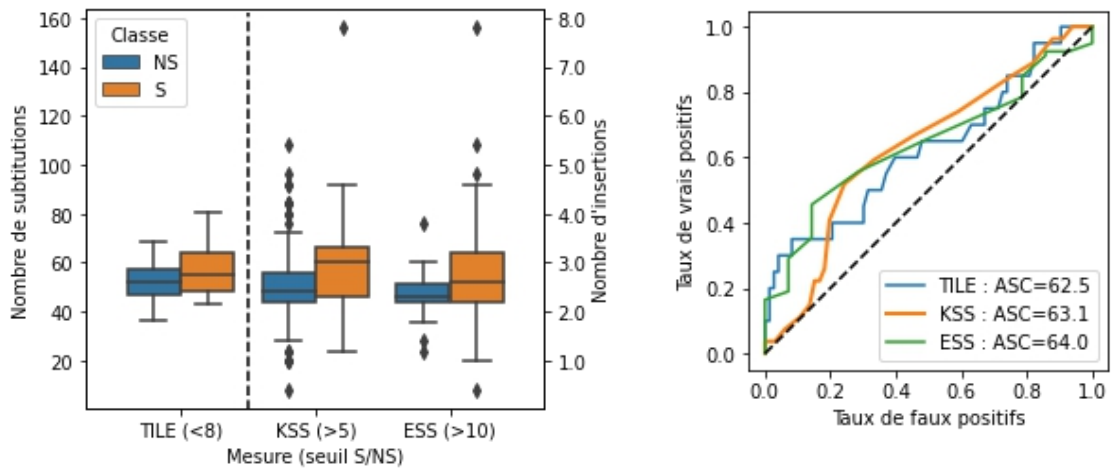 160
140
120
100
80
60
40
20
Nombre de subtitutions
Classe
NS
S
8.0
7.0
6.0
5.0
4.0
3.0
2.0
1.0
Nombre d'insertions
TILE (<8) KSS (>5) ESS (>10)
Mesure (seuil S/NS)
1.0
0.8
0.6
0.4
0.2
0.0
Taux de vrais positifs
TILE : ASC=62.5
KSS : ASC=63.1
ESS : ASC=64.0
0.0 0.2 0.4 0.6 0.8 1.0
Taux de faux positifs